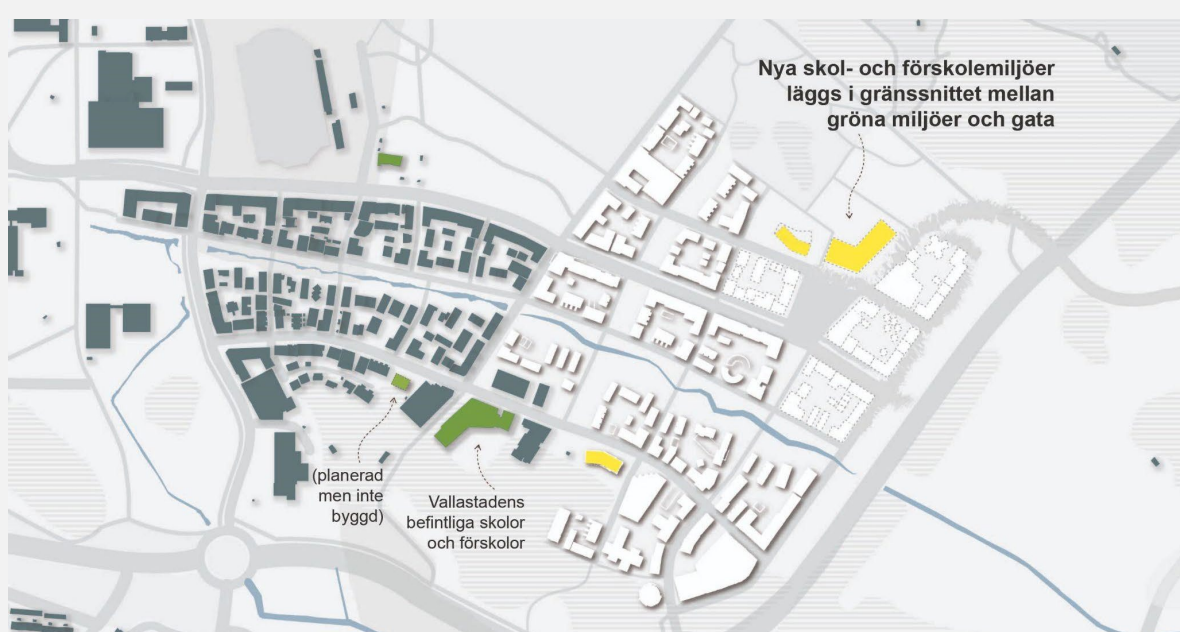 Nya skol- och förskolemiljöer
läggs i gränssnittet mellan
gröna miljöer och gata
(planerad
men inte
byggd)
Vallastadens
befintliga skolor
och förskolor